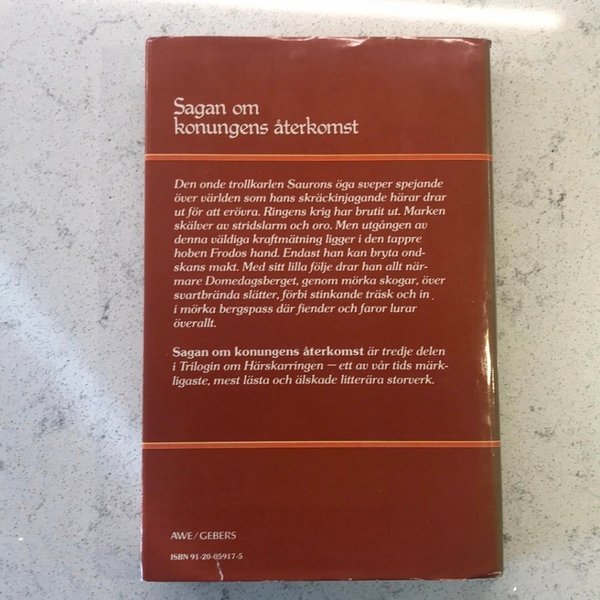 Sagan om
konungens återkomst
Den onde trollkarlen Saurons öga sveper spejande
över världen som hans skräckinjagande härar drar
ut för att erövra. Ringens krig har brutit ut. Marken
skälver av stridslarm och oro. Men utgången av
denna väldiga kraftmätning ligger i den tappre
hoben Frodos hand. Endast han kan bryta ond-
skans makt. Med sitt lilla följe drar han allt när-
mare Domedagsberget, genom mörka skogar, över
svartbrända slätter, förbi stinkande träsk och in
i mörka bergspass där fiender och faror lurar
överallt.
Sagan om konungens återkomst är tredje delen
i Trilogin om Härskarringen – ett av vår tids märk-
ligaste, mest lästa och älskade litterära storverk.
AWE/GEBERS
ISBN 91-20-05917-5